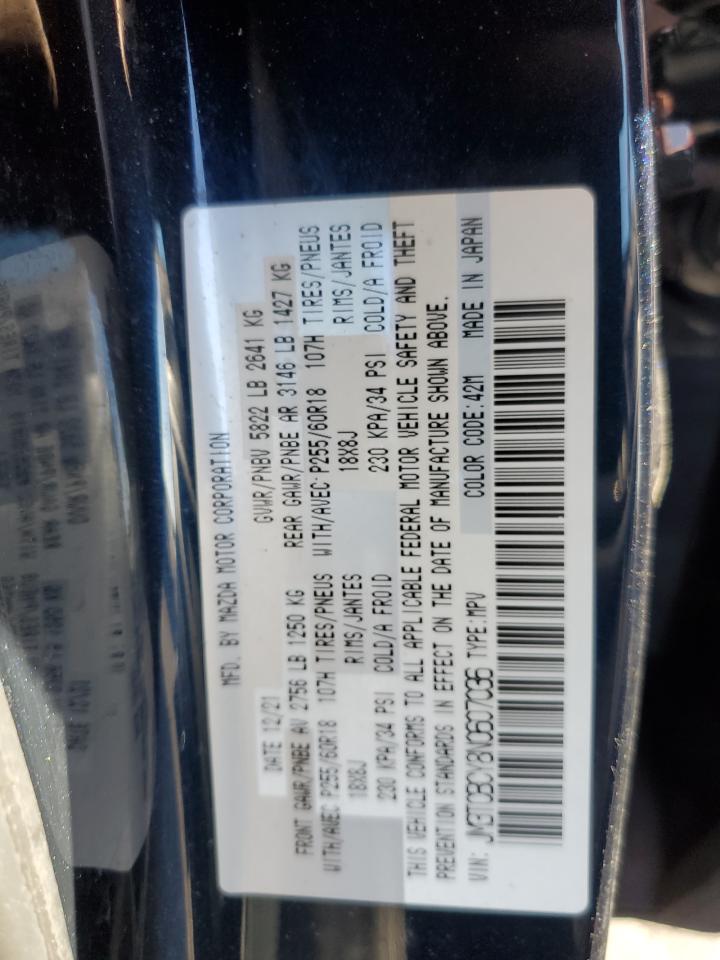 MFD. BY MAZDA MOTOR CORPORATION
DATE 12/21 GVWR/PNBV 5822 LB 2641 KG
FRONT GAWR/PNBE AV 2756 LB 1250 KG REAR GAWR/PNBE AR 3146 LB 1427 KG
WITH/AVEC P255/60R18 107H TIRES/PNEUS WITH/AVEC P255/60R18 107H TIRES/PNEUS
18X8J RIMS/JANTES 18X8J RIMS/JANTES
230 KPA/34 PSI COLD/A FROID 230 KPA/34 PSI COLD/A FROID
THIS VEHICLE CONFORMS TO ALL APPLICABLE FEDERAL MOTOR VEHICLE SAFETY AND THEFT
PREVENTION STANDARDS IN EFFECT ON THE DATE OF MANUFACTURE SHOWN ABOVE.
VIN: JM3TCBCY8N0607036 TYPE:MPV COLOR CODE:42M MADE IN JAPAN